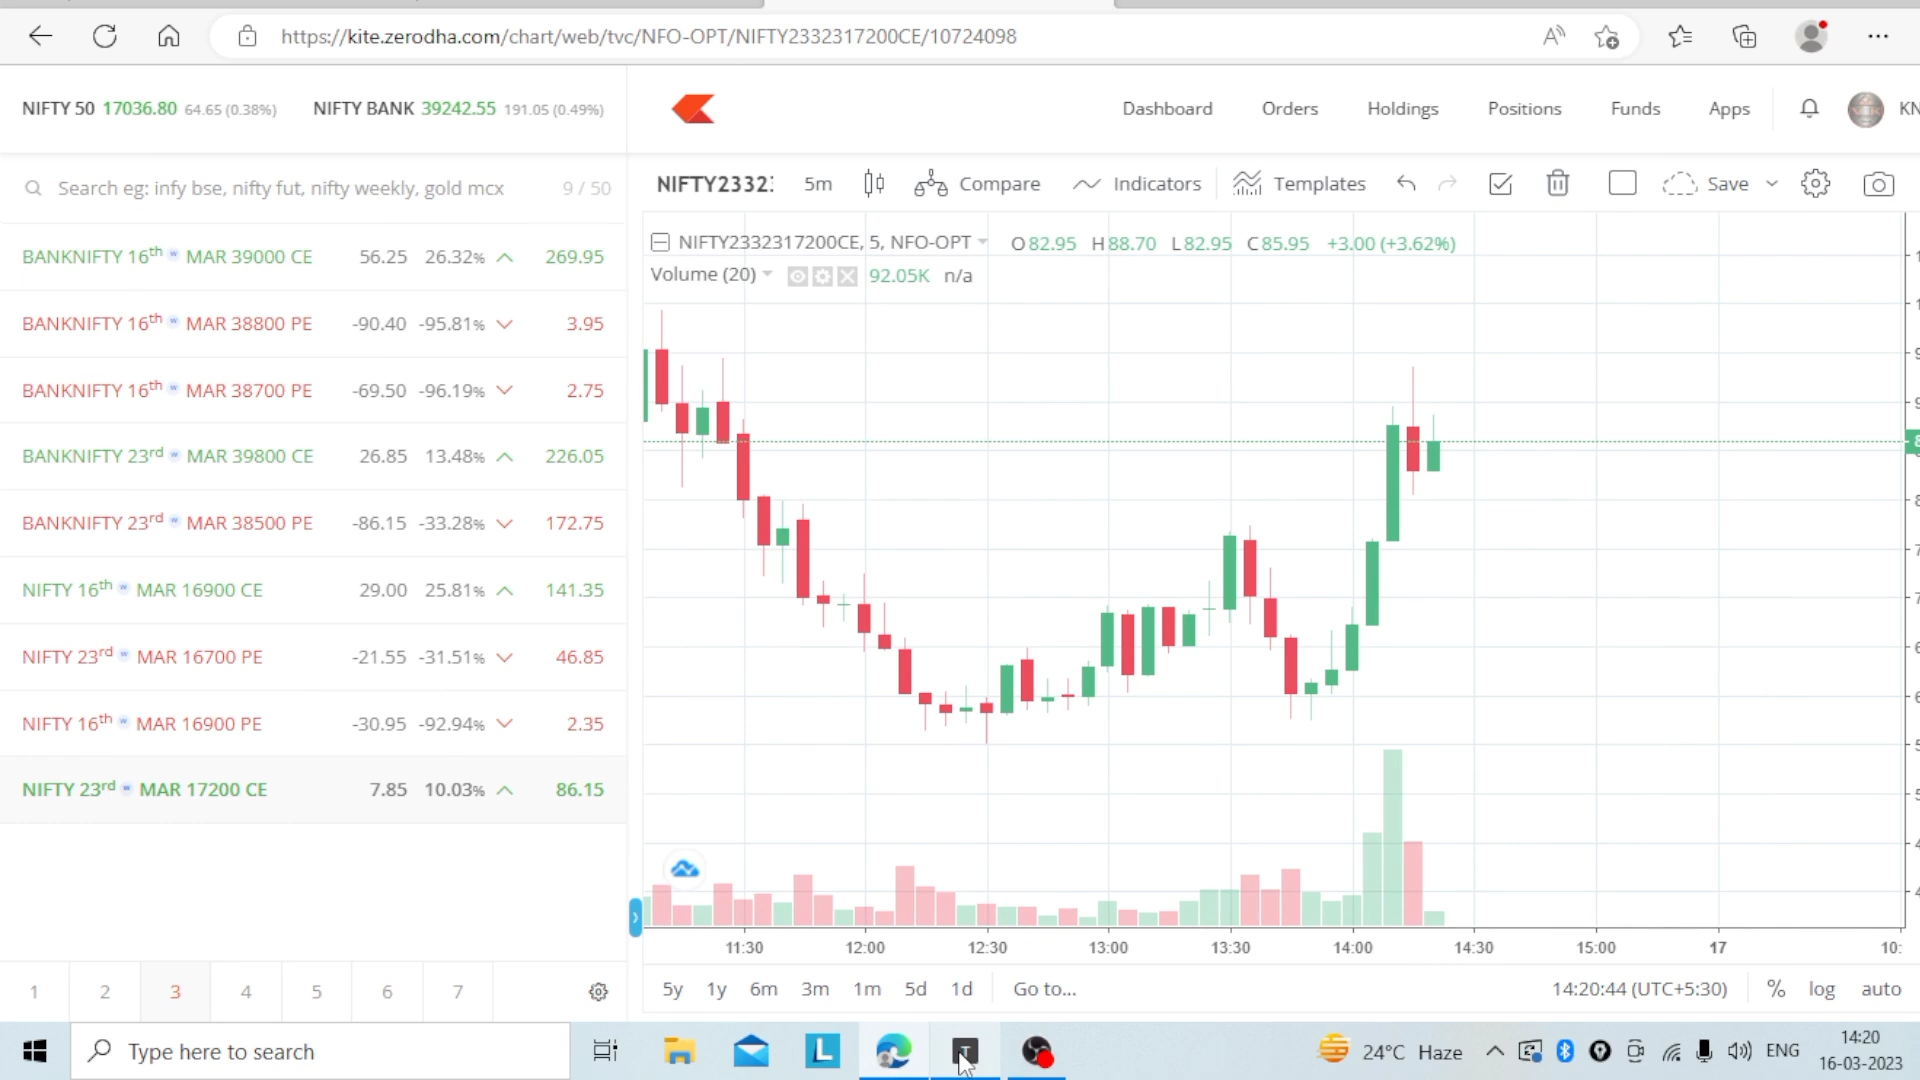 https://kite.zerodha.com/chart/web/tvc/NFO-OPT/NIFTY2332317200CE/10724098
NIFTY 50 17036.80 64.65 (0.38%) NIFTY BANK 39242.55 191.05 (0.49%)
Dashboard Orders Holdings Positions Funds Apps KN
Search eg: infy bse, nifty fut, nifty weekly, gold mcx 9 / 50
NIFTY2332 5m Compare Indicators Templates Save
NIFTY2332317200CE, 5, NFO-OPT O82.95 H88.70 L82.95 C85.95 +3.00 (+3.62%)
Volume (20) 92.05K n/a
BANKNIFTY 16th w MAR 39000 CE 56.25 26.32% 269.95
BANKNIFTY 16th w MAR 38800 PE -90.40 -95.81% 3.95
BANKNIFTY 16th w MAR 38700 PE -69.50 -96.19% 2.75
BANKNIFTY 23rd w MAR 39800 CE 26.85 13.48% 226.05
BANKNIFTY 23rd w MAR 38500 PE -86.15 -33.28% 172.75
NIFTY 16th w MAR 16900 CE 29.00 25.81% 141.35
NIFTY 23rd w MAR 16700 PE -21.55 -31.51% 46.85
NIFTY 16th w MAR 16900 PE -30.95 -92.94% 2.35
NIFTY 23rd w MAR 17200 CE 7.85 10.03% 86.15
11:30 12:00 12:30 13:00 13:30 14:00 14:30 15:00 17 10:
1 2 3 4 5 6 7
5y 1y 6m 3m 1m 5d 1d Go to... 14:20:44 (UTC+5:30) % log auto
Type here to search
L
T
24°C Haze
ENG
14:20
16-03-2023